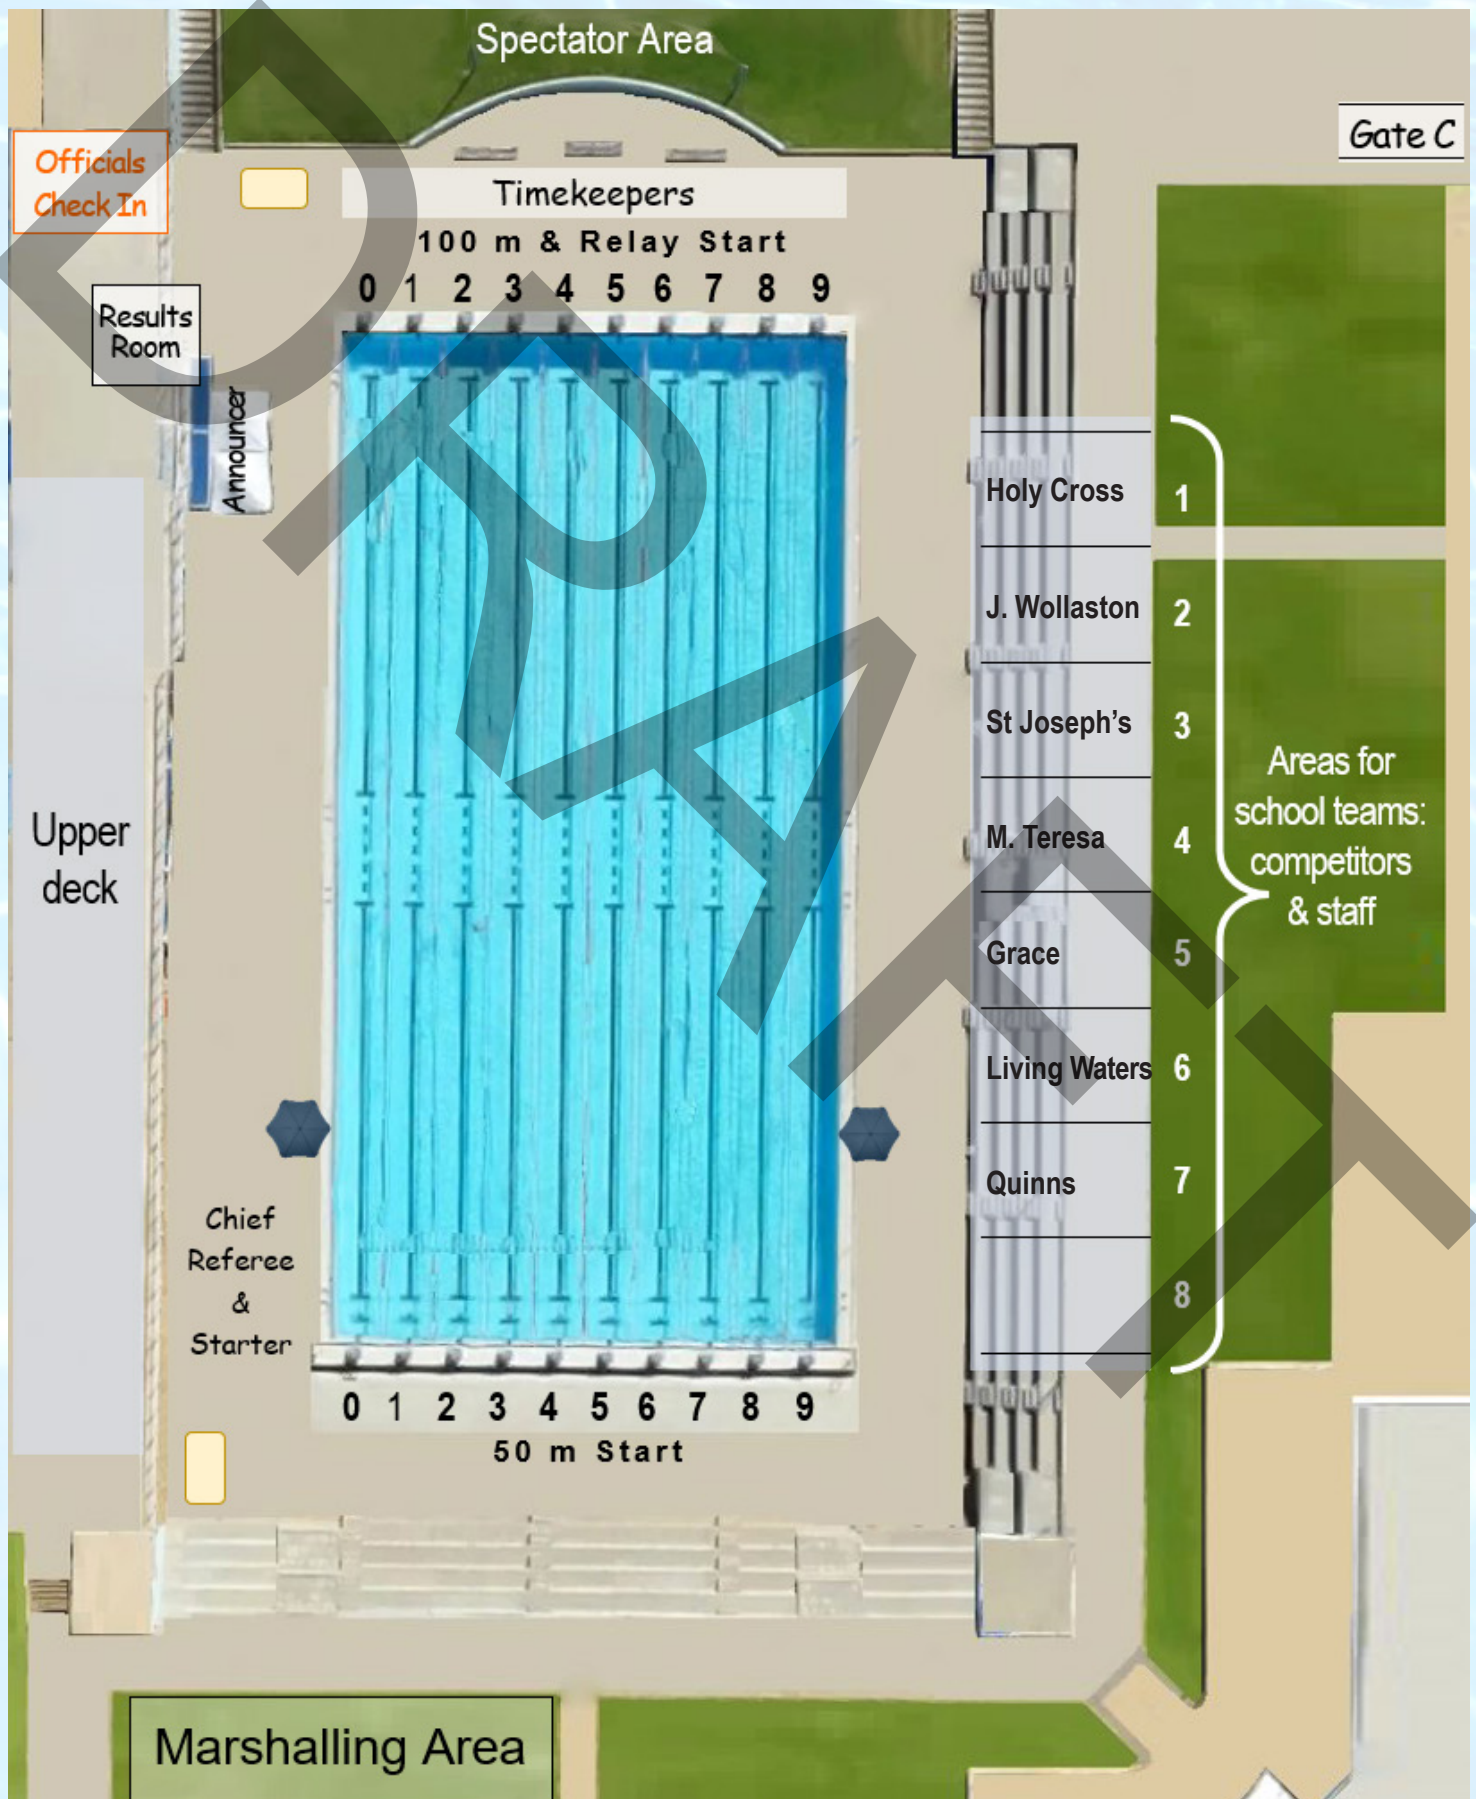 Spectator Area
Gate C
Officials
Check In
Timekeepers
100 m & Relay Start
0 1 2 3 4 5 6 7 8 9
Results
Room
Announcer
Holy Cross 1
J. Wollaston 2
St Joseph's 3
M. Teresa 4
Grace 5
Living Waters 6
Quinns 7
8
Areas for
school teams:
competitors
& staff
Upper
deck
Chief
Referee
&
Starter
0 1 2 3 4 5 6 7 8 9
50 m Start
Marshalling Area
DRAFT